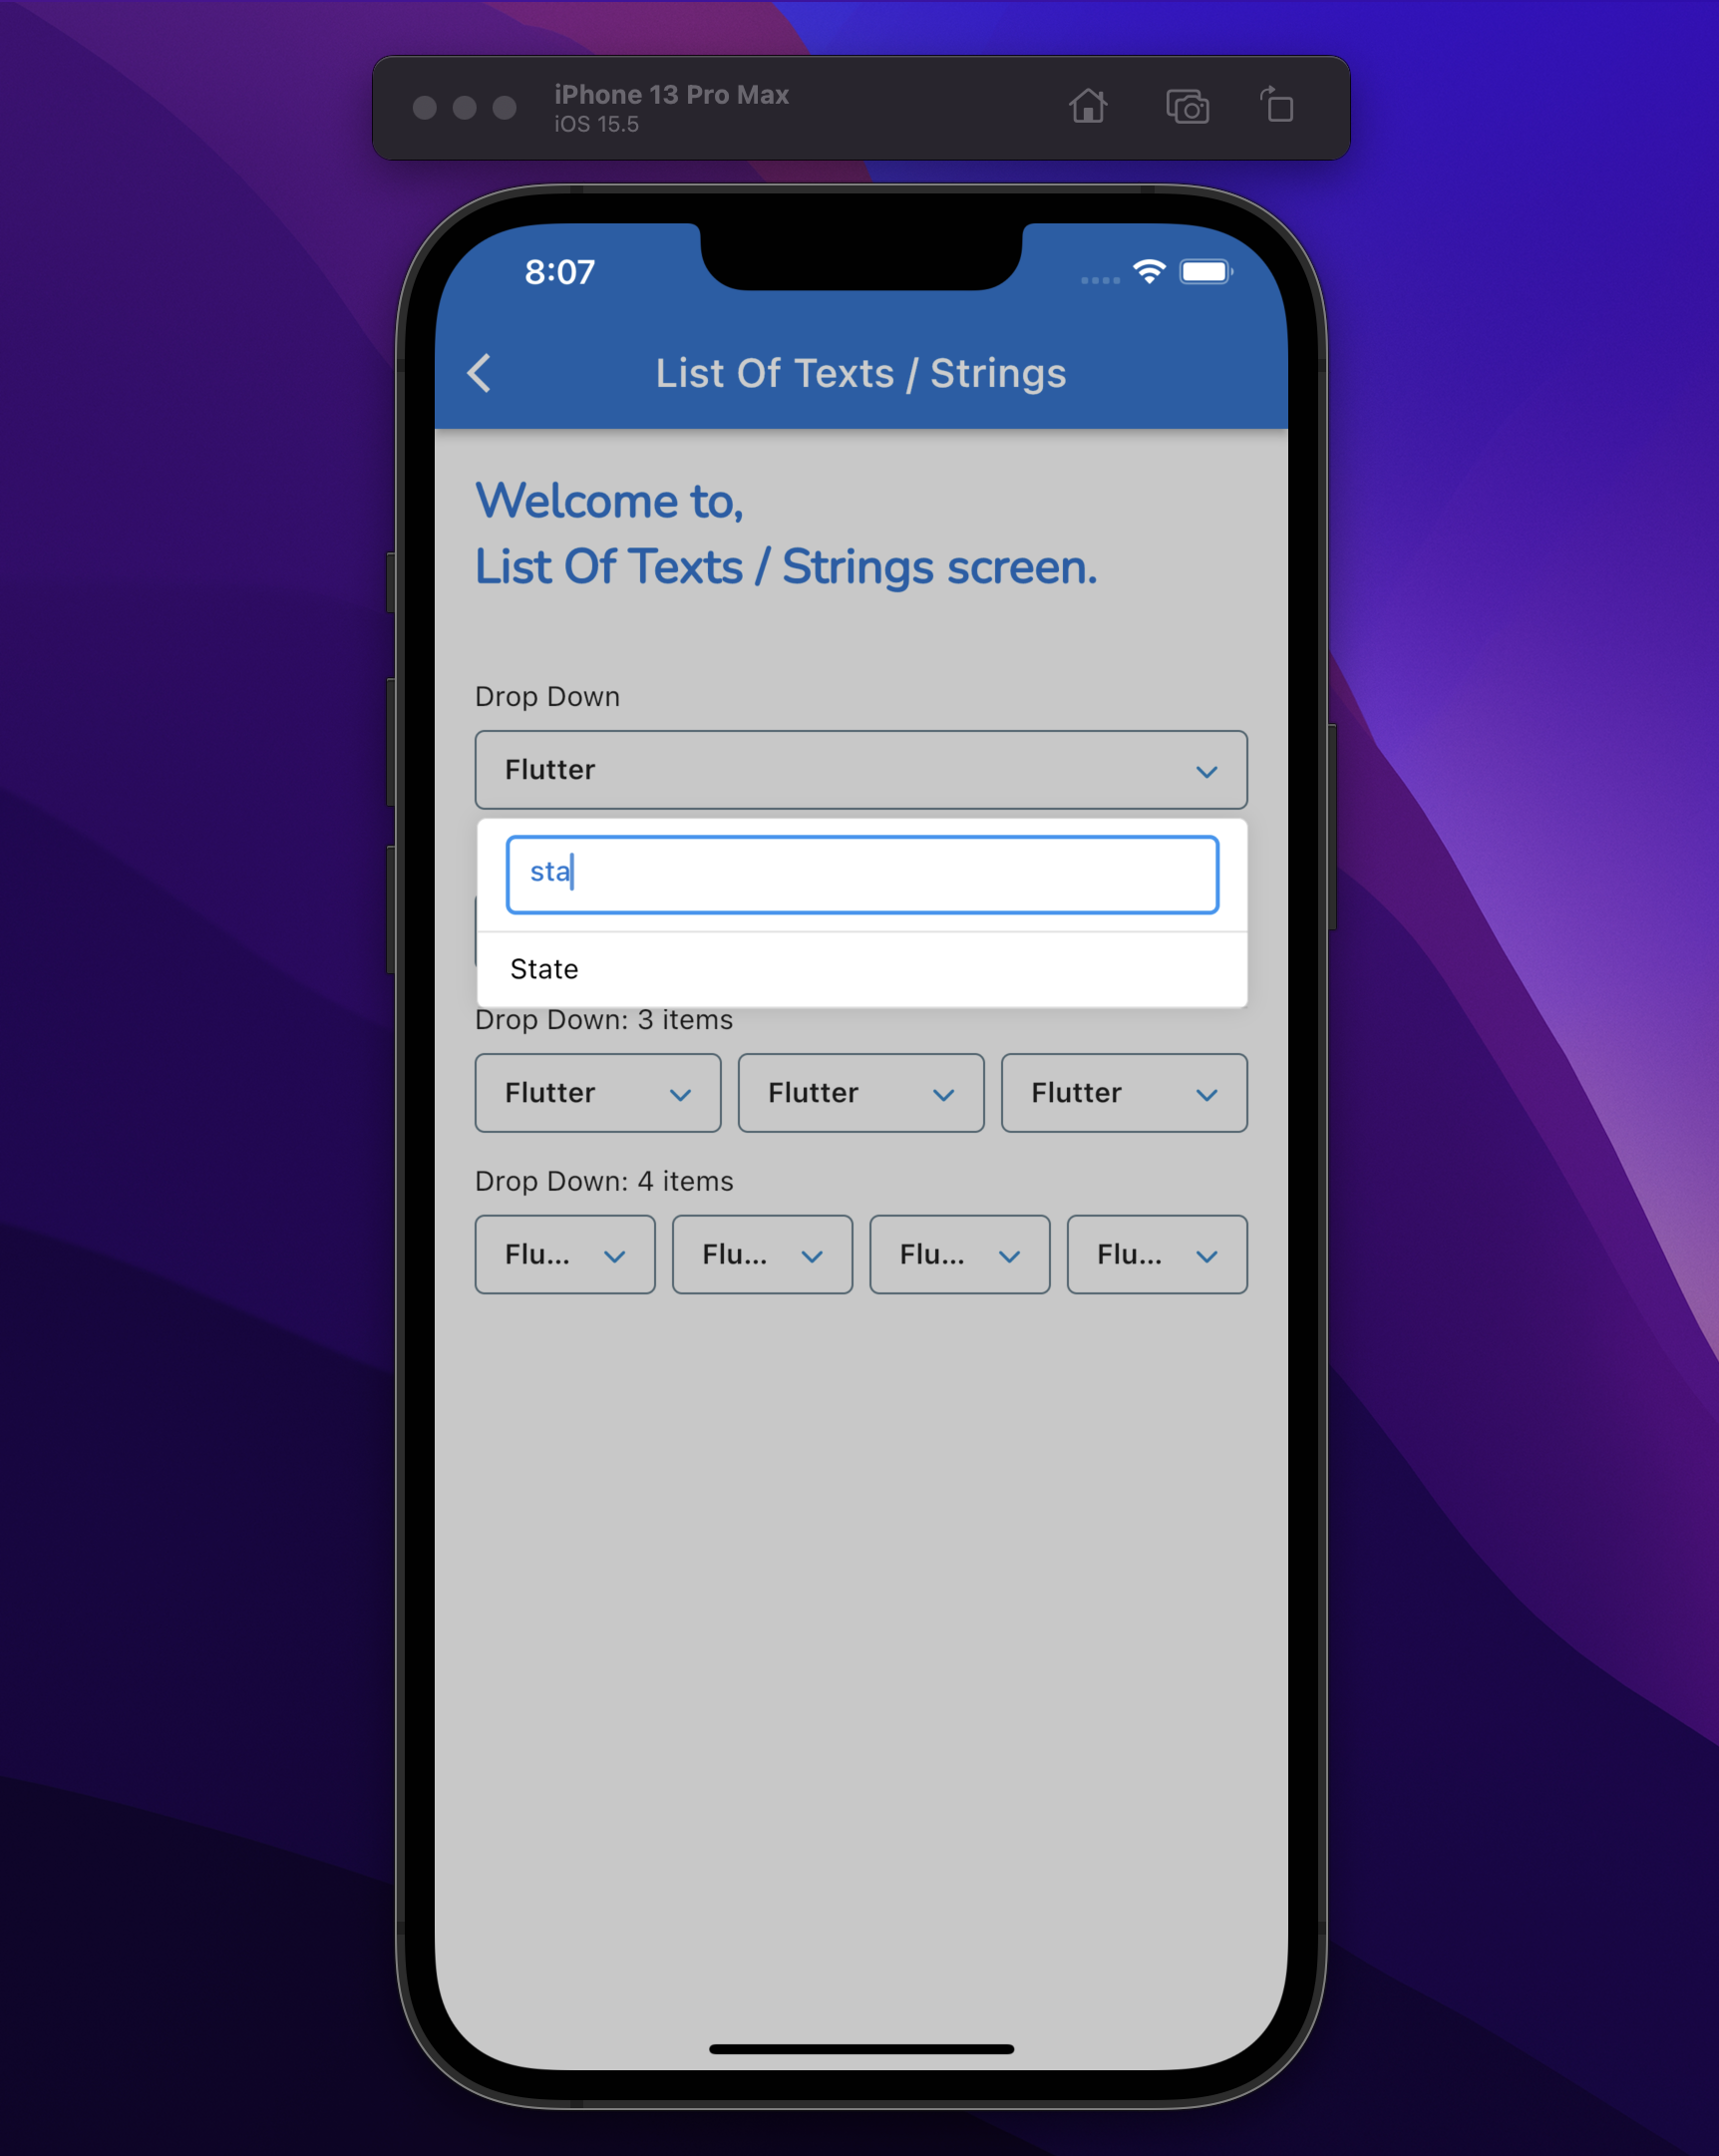 iPhone 13 Pro Max
iOS 15.5
8:07
List Of Texts / Strings
Welcome to,
List Of Texts / Strings screen.
Drop Down
Flutter
sta
State
Drop Down: 3 items
Flutter Flutter Flutter
Drop Down: 4 items
Flu... Flu... Flu... Flu...